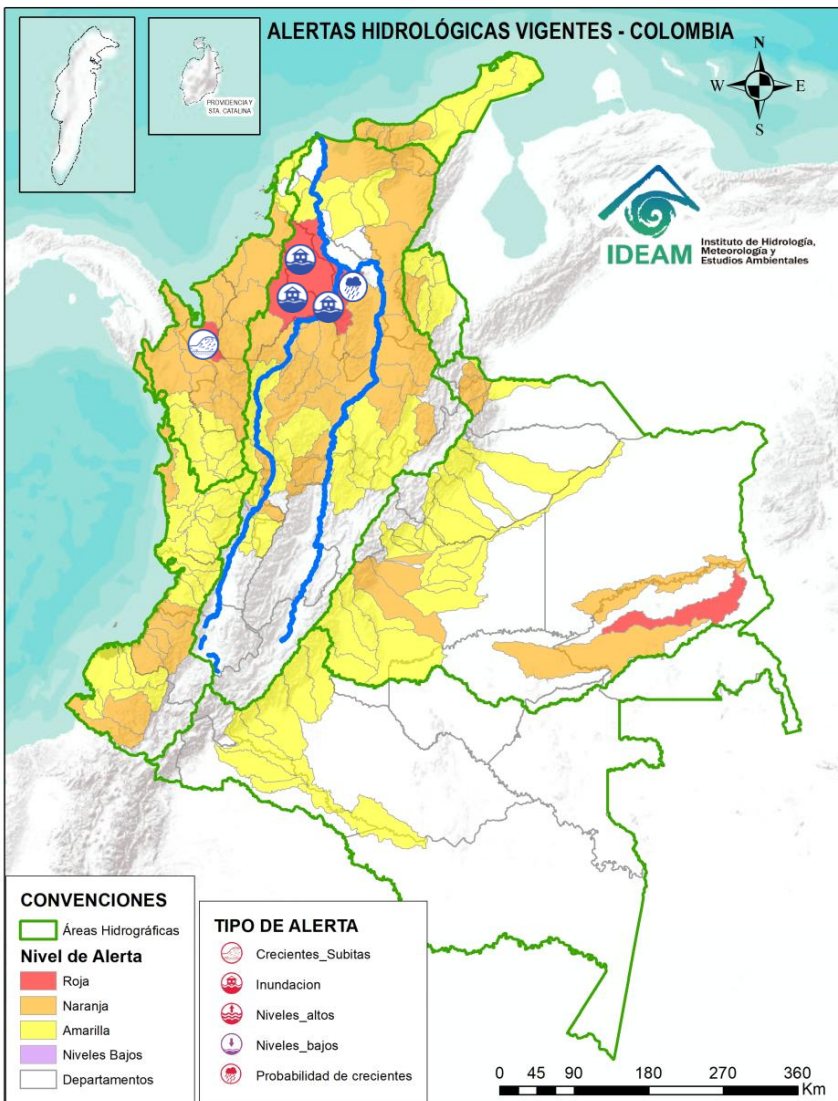 ALERTAS HIDROLÓGICAS VIGENTES - COLOMBIA
PROVIDENCIA Y
STA. CATALINA
N
W
E
S
IDEAM
Instituto de Hidrología,
Meteorología y
Estudios Ambientales
CONVENCIONES
Áreas Hidrográficas
Nivel de Alerta
Roja
Naranja
Amarilla
Niveles Bajos
Departamentos
TIPO DE ALERTA
Crecientes_Subitas
Inundacion
Niveles_altos
Niveles_bajos
Probabilidad de crecientes
0 45 90 180 270 360
Km